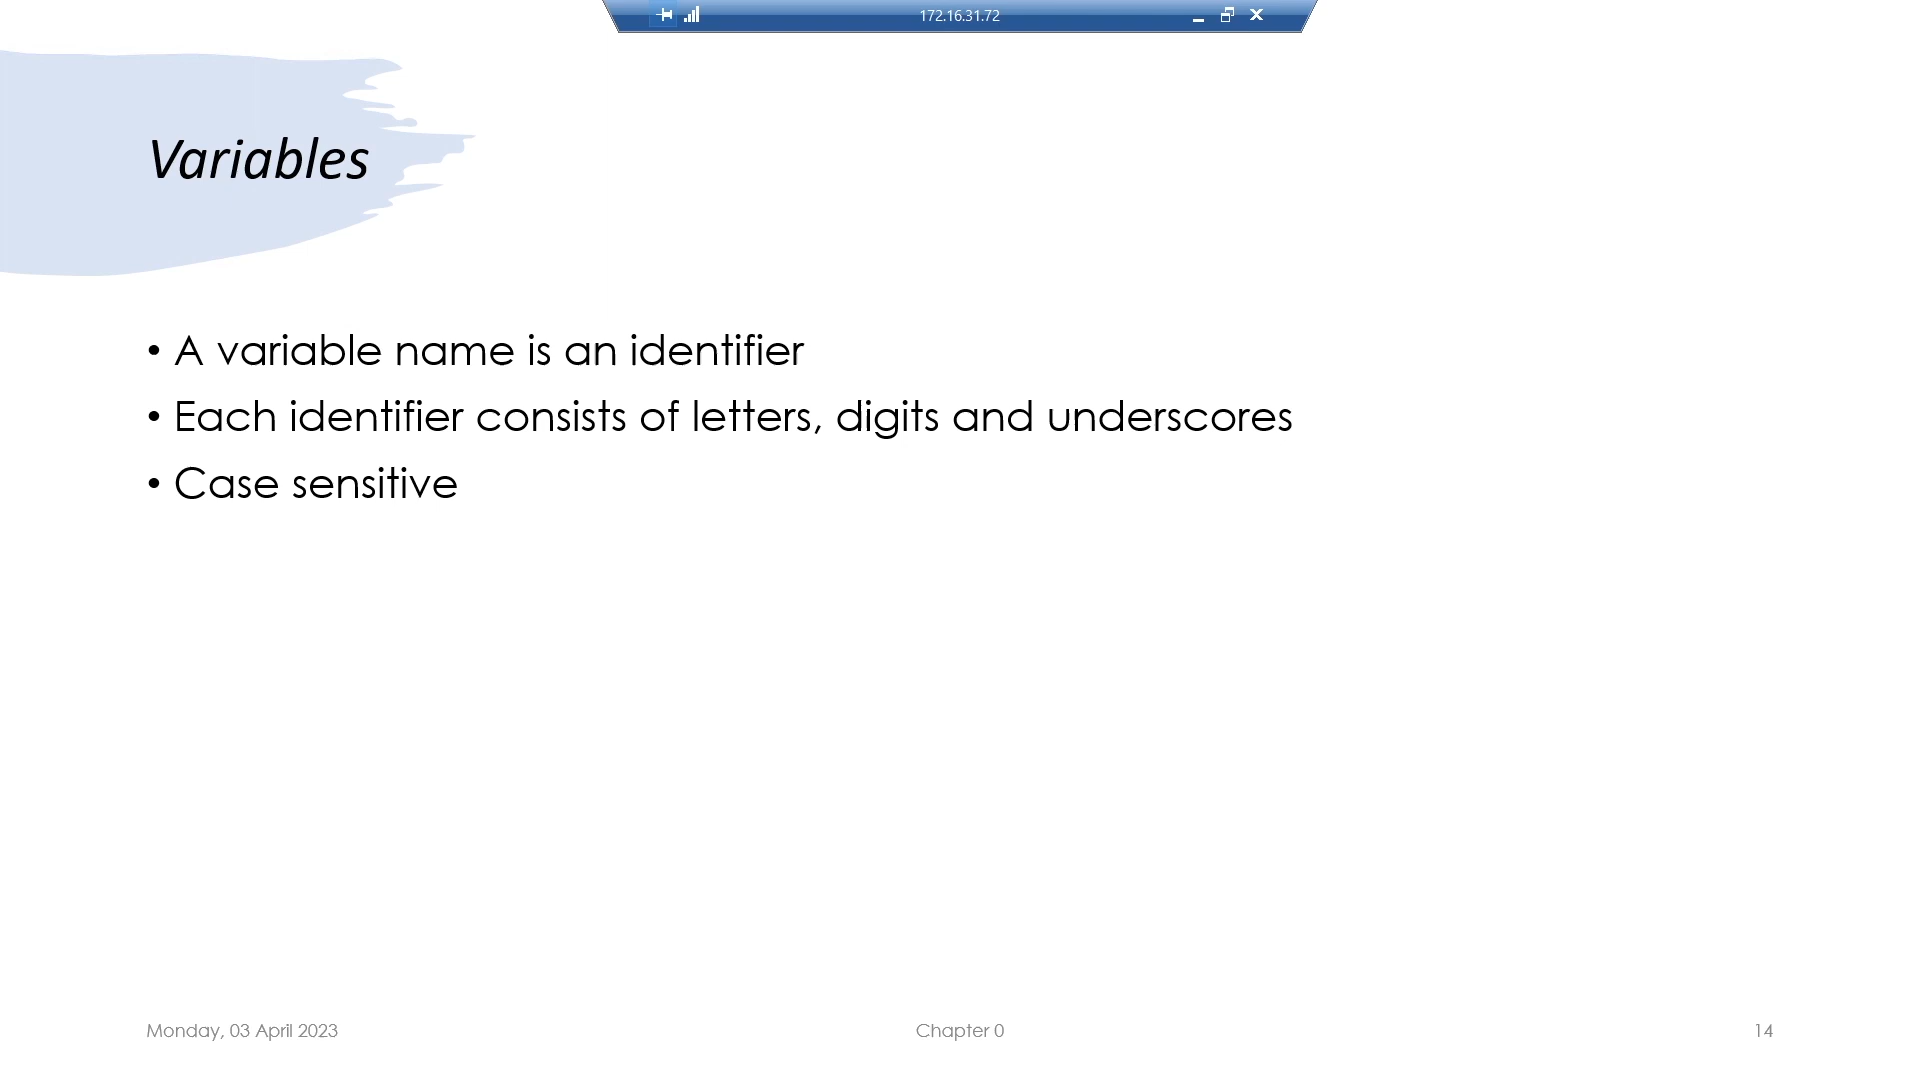 172.16.31.72
Variables
• A variable name is an identifier
• Each identifier consists of letters, digits and underscores
• Case sensitive
Monday, 03 April 2023
Chapter 0
14